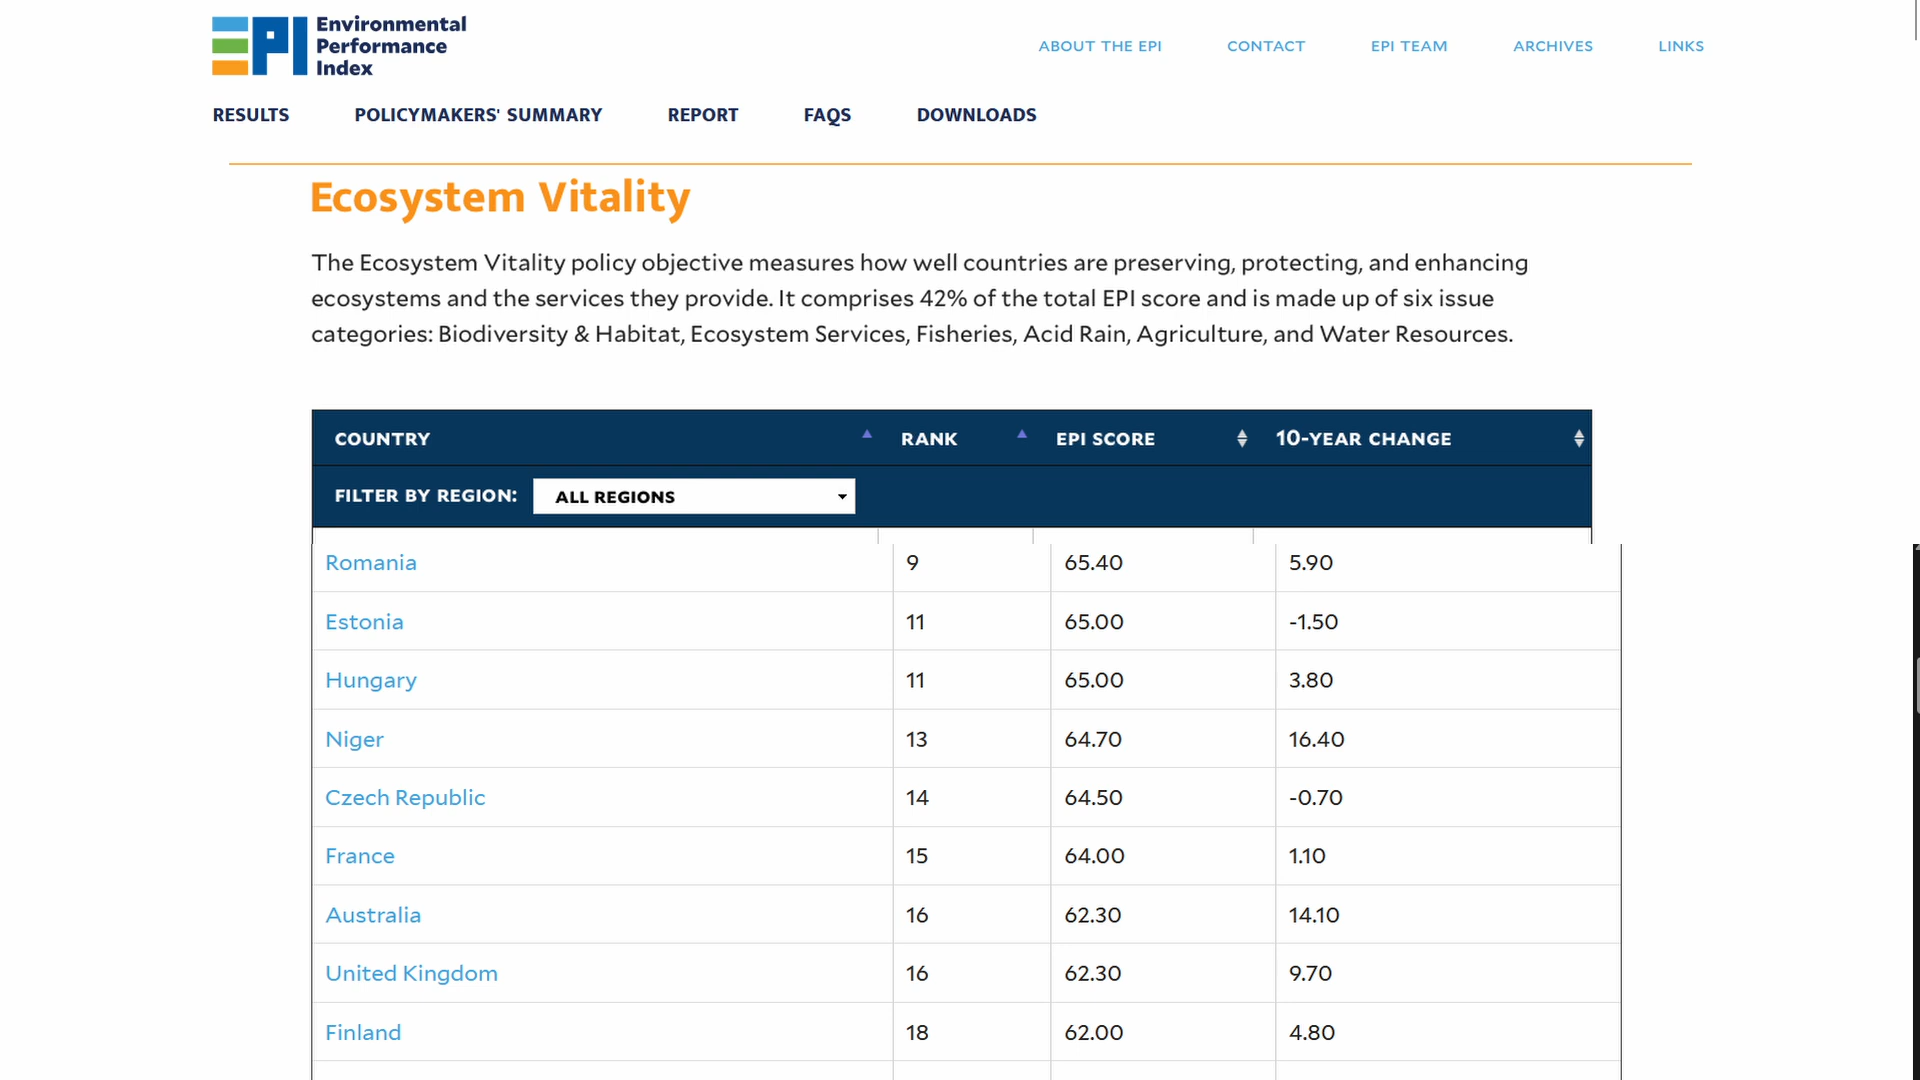 EPI Environmental
Performance
Index
ABOUT THE EPI CONTACT EPI TEAM ARCHIVES LINKS
RESULTS POLICYMAKERS' SUMMARY REPORT FAQS DOWNLOADS
Ecosystem Vitality
The Ecosystem Vitality policy objective measures how well countries are preserving, protecting, and enhancing
ecosystems and the services they provide. It comprises 42% of the total EPI score and is made up of six issue
categories: Biodiversity & Habitat, Ecosystem Services, Fisheries, Acid Rain, Agriculture, and Water Resources.
COUNTRY RANK EPI SCORE 10-YEAR CHANGE
FILTER BY REGION: ALL REGIONS
Romania 9 65.40 5.90
Estonia 11 65.00 -1.50
Hungary 11 65.00 3.80
Niger 13 64.70 16.40
Czech Republic 14 64.50 -0.70
France 15 64.00 1.10
Australia 16 62.30 14.10
United Kingdom 16 62.30 9.70
Finland 18 62.00 4.80